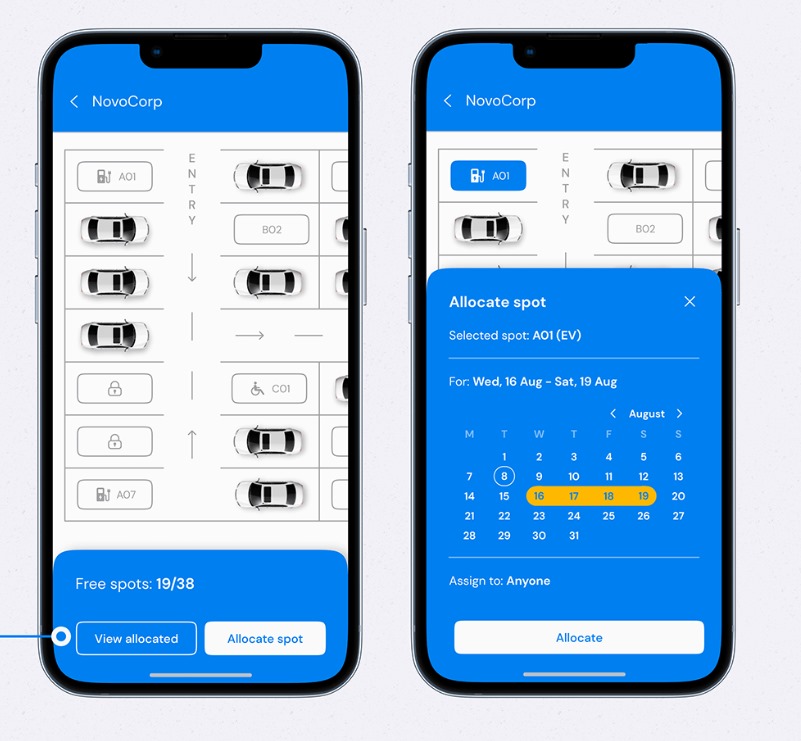 NovoCorp
A01
ENTRY
B02
C01
A07
Free spots: 19/38
View allocated
Allocate spot
NovoCorp
A01
ENTRY
B02
Allocate spot
Selected spot: A01 (EV)
For: Wed, 16 Aug - Sat, 19 Aug
August
M T W T F S S
1 2 3 4 5 6
7 8 9 10 11 12 13
14 15 16 17 18 19 20
21 22 23 24 25 26 27
28 29 30 31
Assign to: Anyone
Allocate